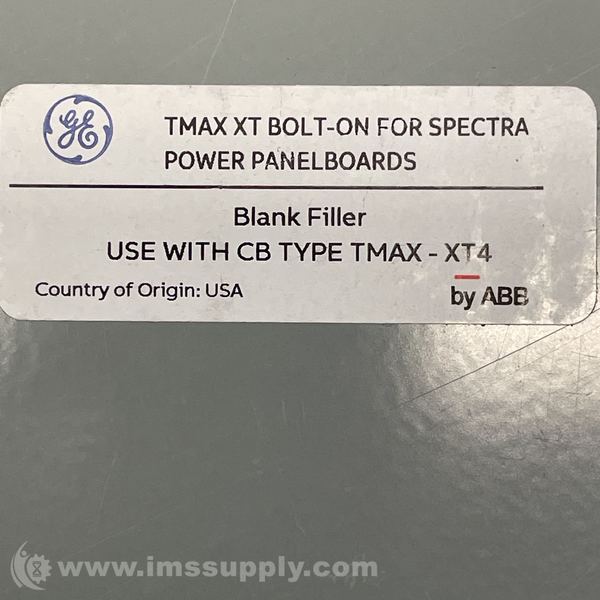 GE
TMAX XT BOLT-ON FOR SPECTRA
POWER PANELBOARDS
Blank Filler
USE WITH CB TYPE TMAX - XT4
Country of Origin: USA
by ABB
www.imssupply.com